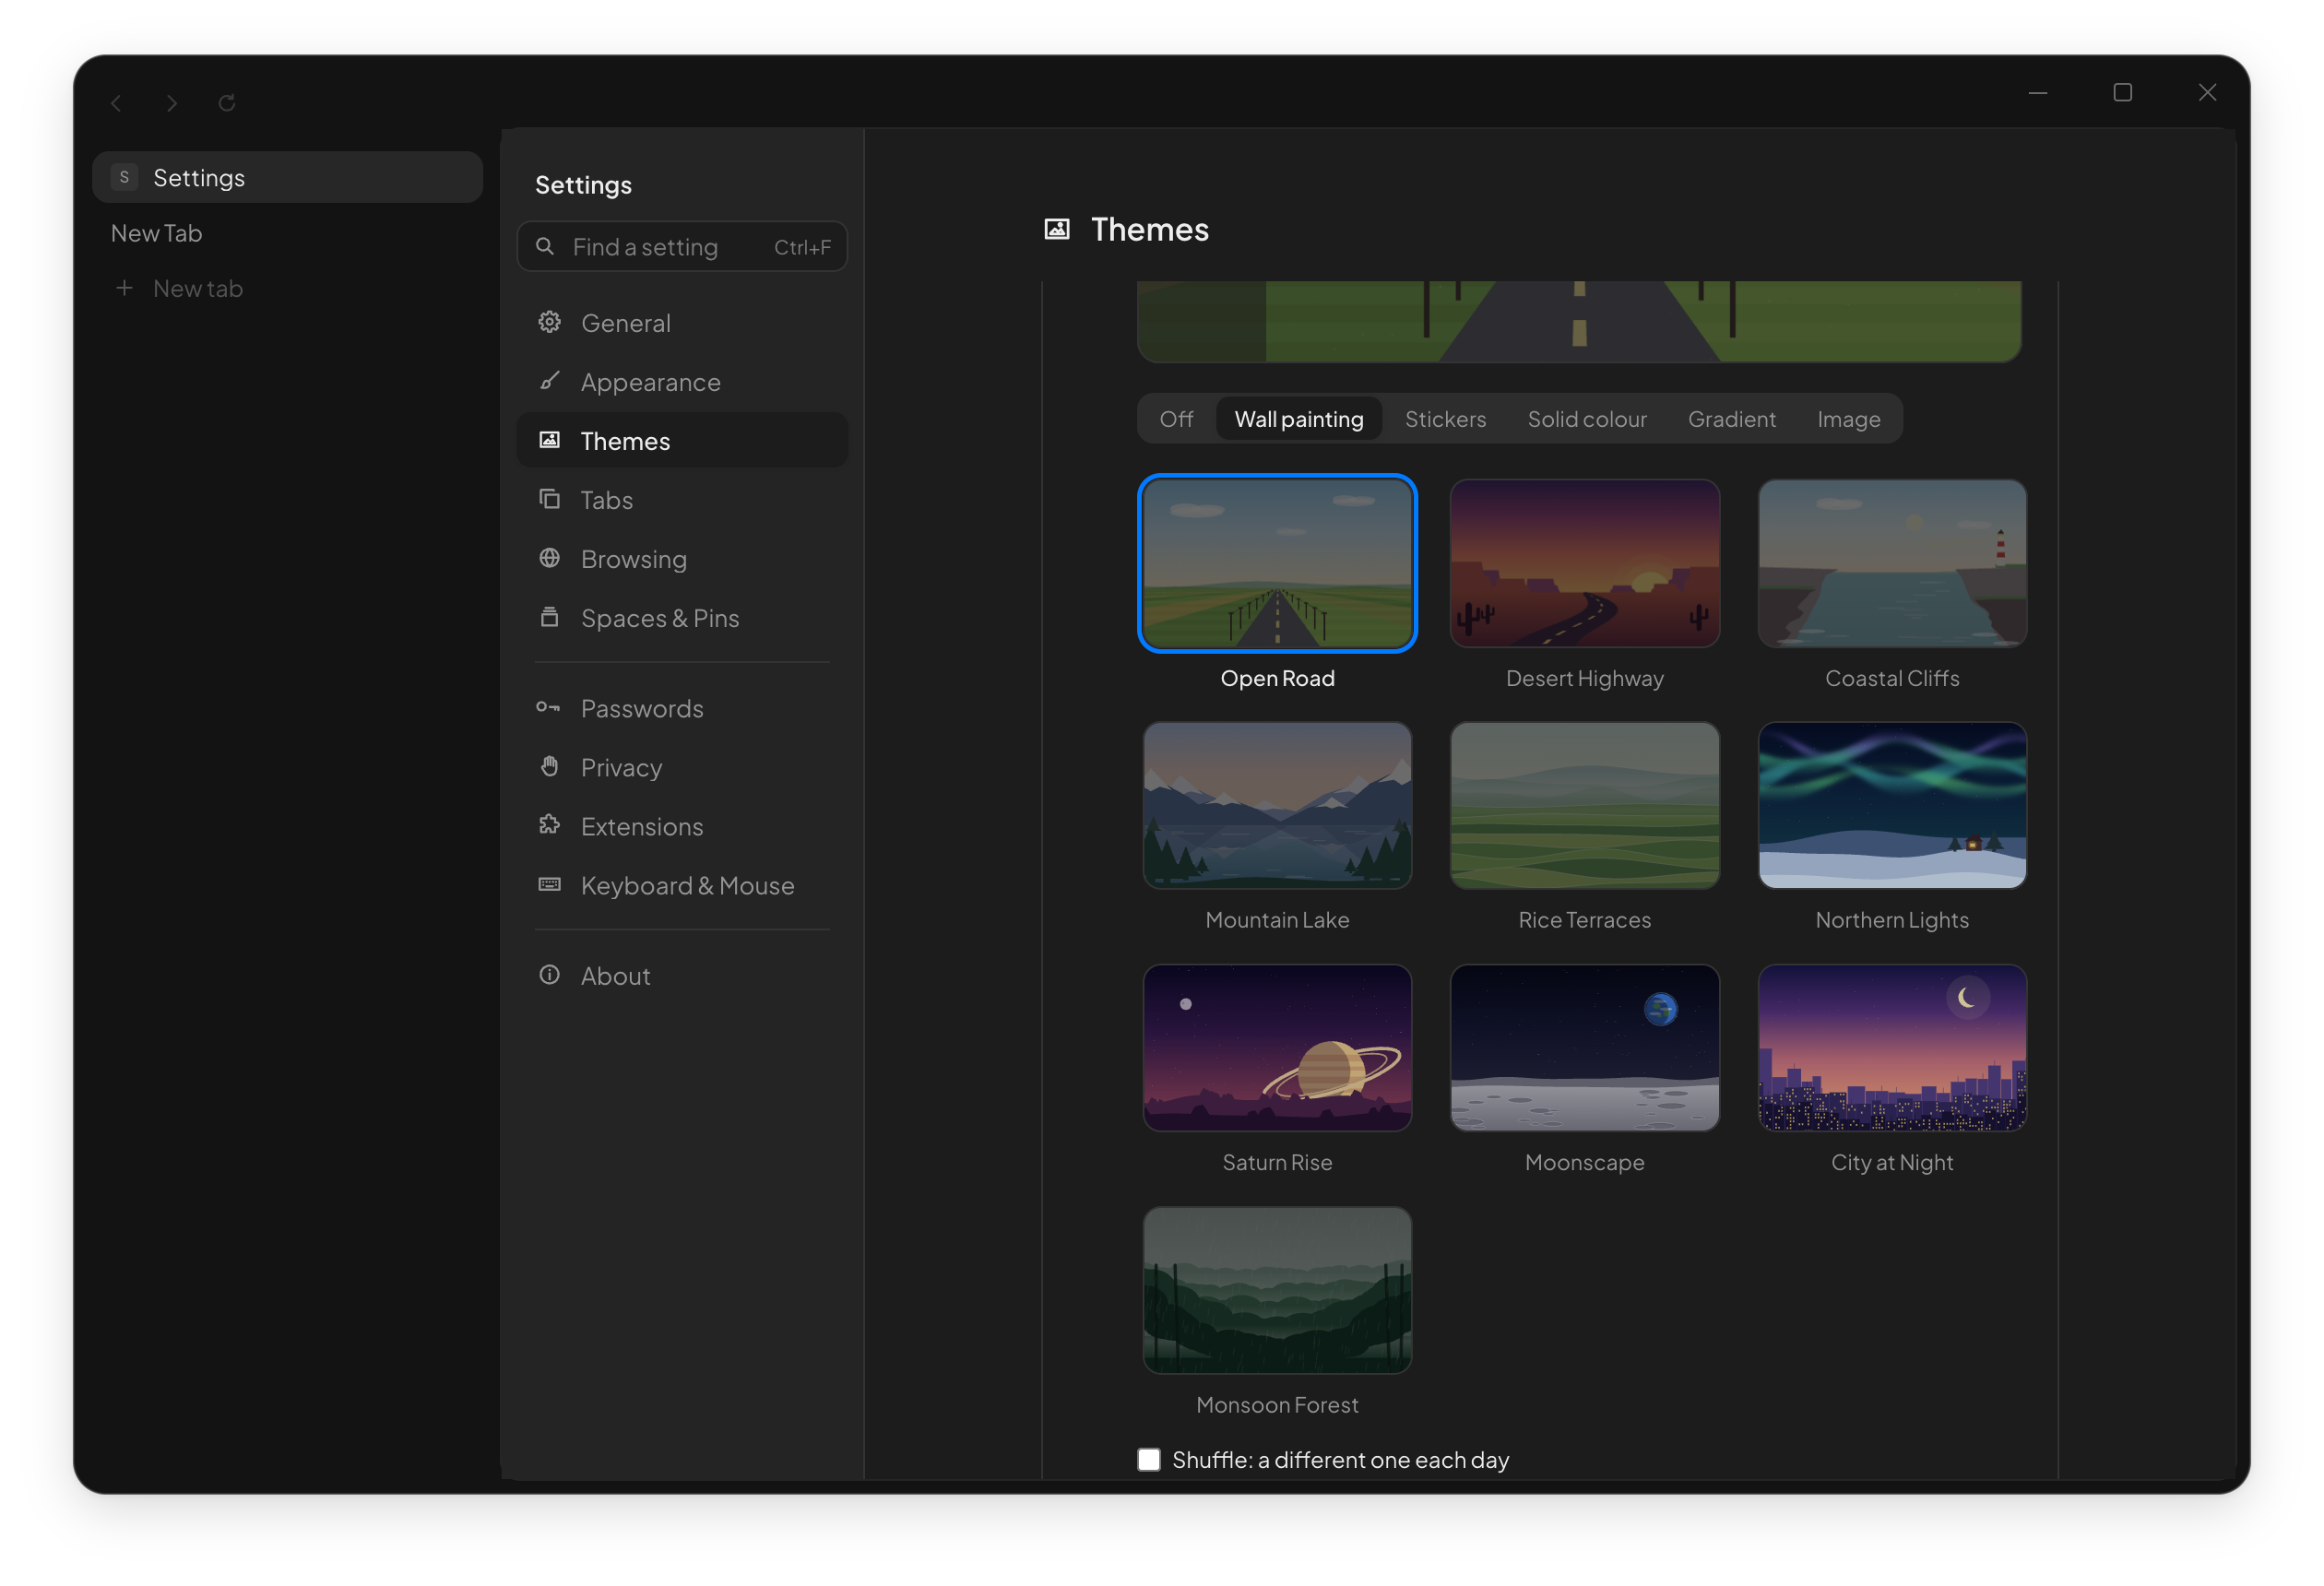 S Settings
New Tab
+ New tab
Settings
Find a setting Ctrl+F
General
Appearance
Themes
Tabs
Browsing
Spaces & Pins
Passwords
Privacy
Extensions
Keyboard & Mouse
About
Themes
Off Wall painting Stickers Solid colour Gradient Image
Open Road Desert Highway Coastal Cliffs
Mountain Lake Rice Terraces Northern Lights
Saturn Rise Moonscape City at Night
Monsoon Forest
Shuffle: a different one each day